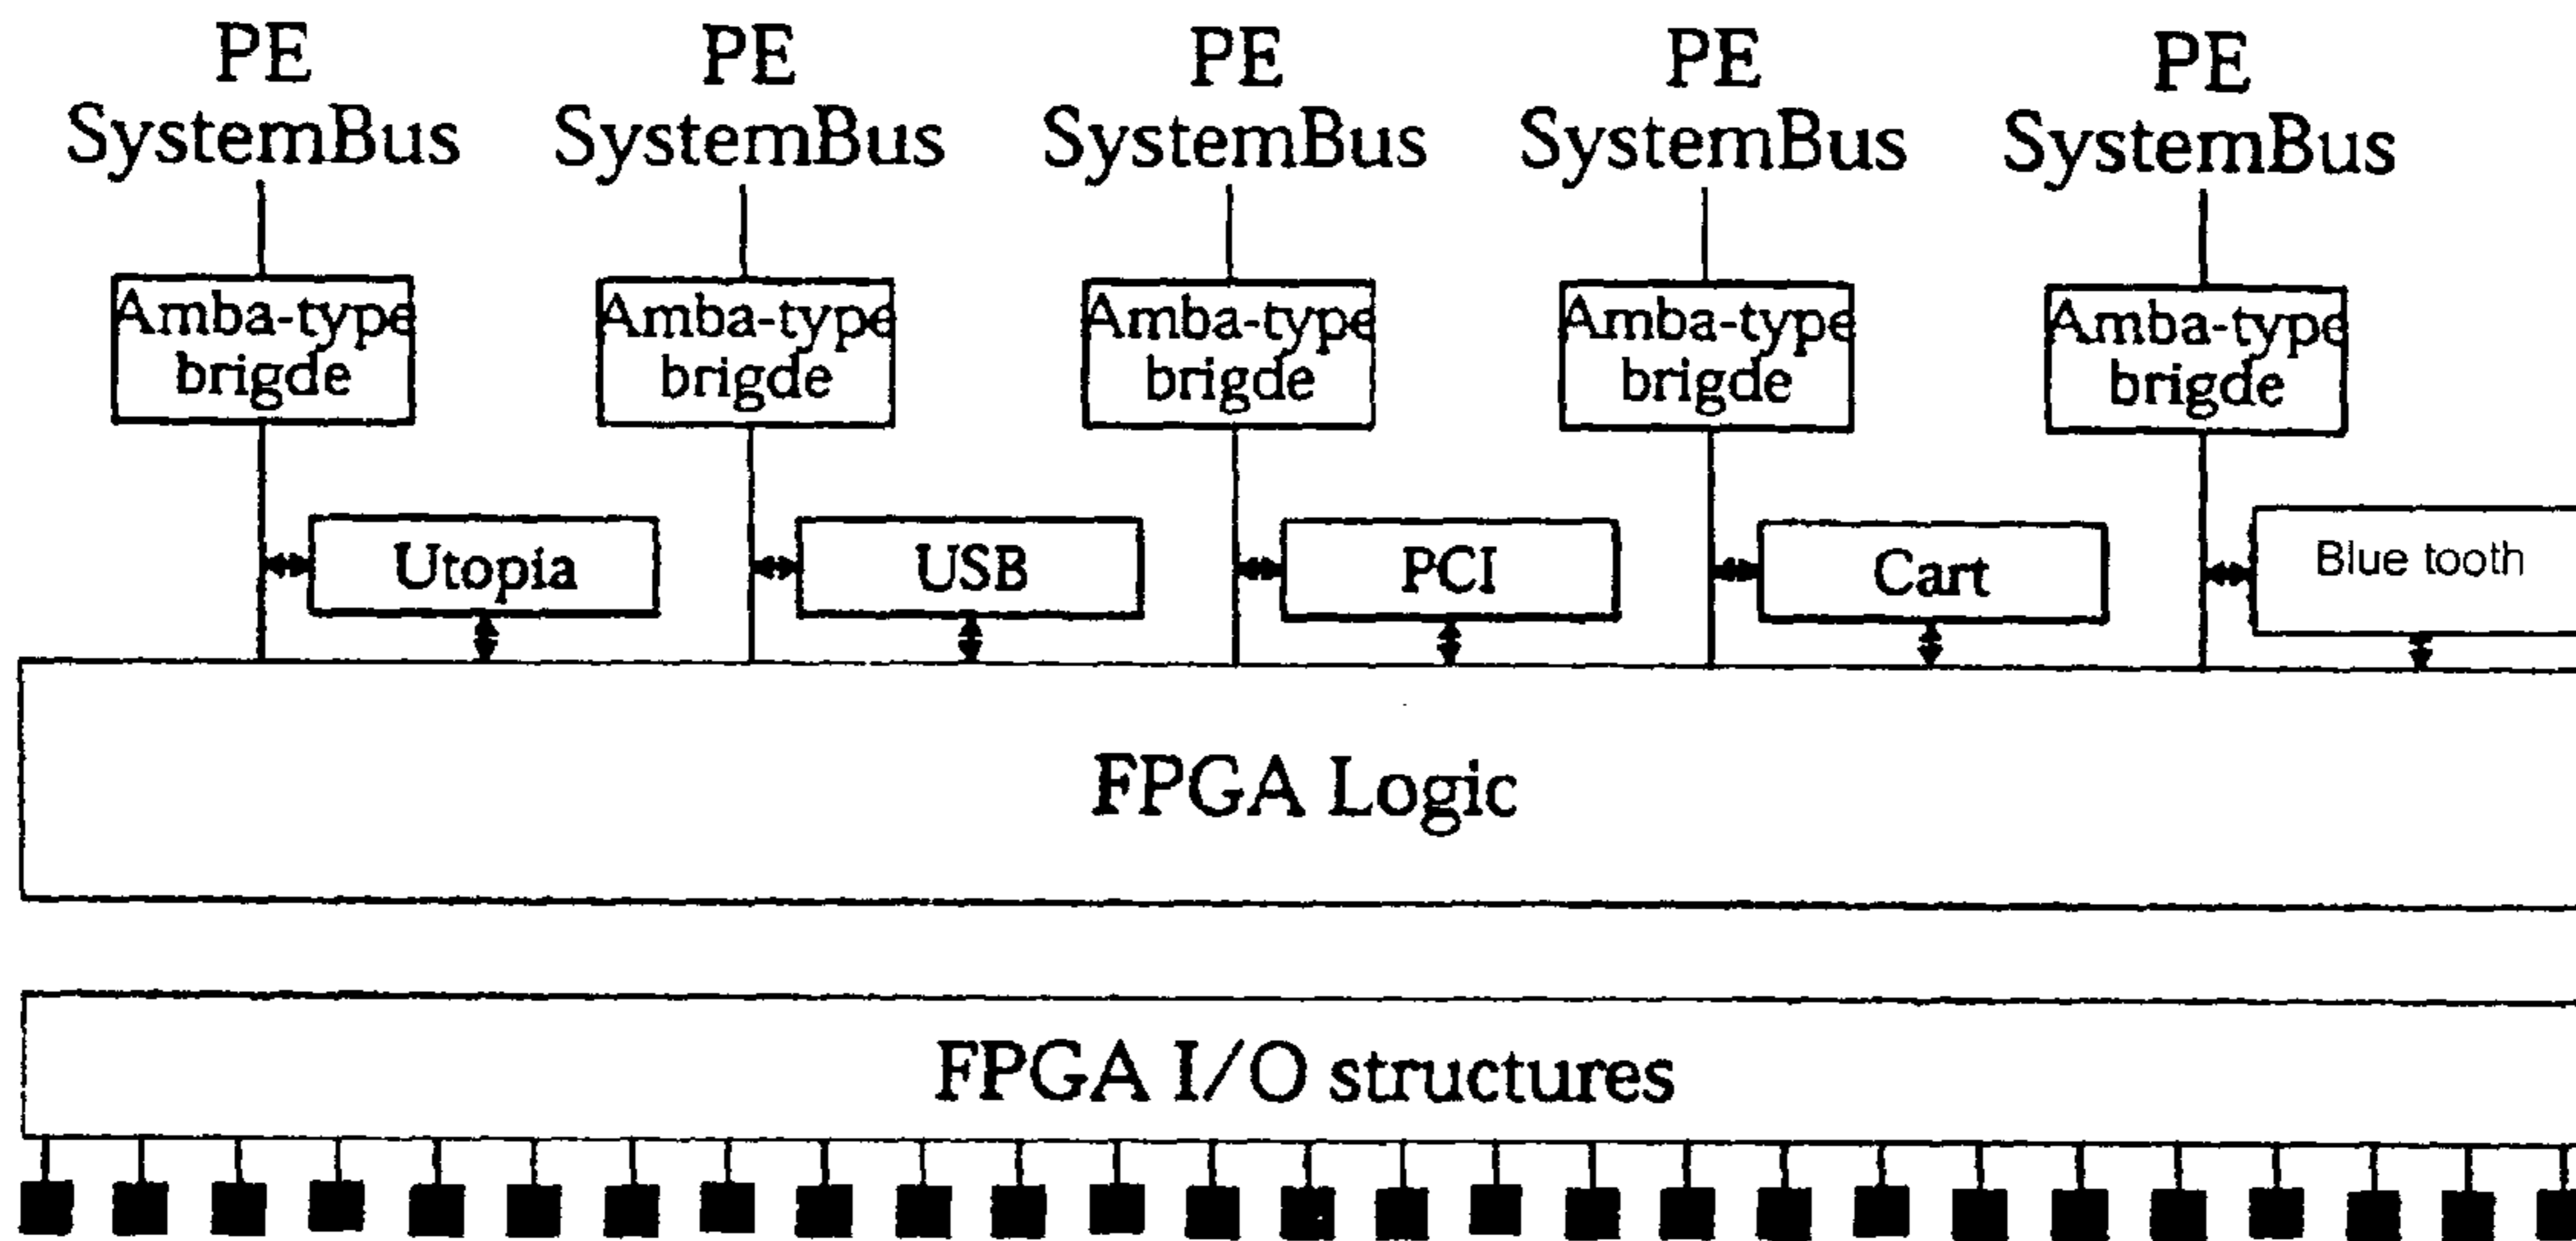 PE PE PE PE PE
SystemBus SystemBus SystemBus SystemBus SystemBus
Amba-type Amba-type Amba-type Amba-type Amba-type
brigde brigde brigde brigde brigde
Utopia USB PCI Cart Blue tooth
FPGA Logic
FPGA I/O structures